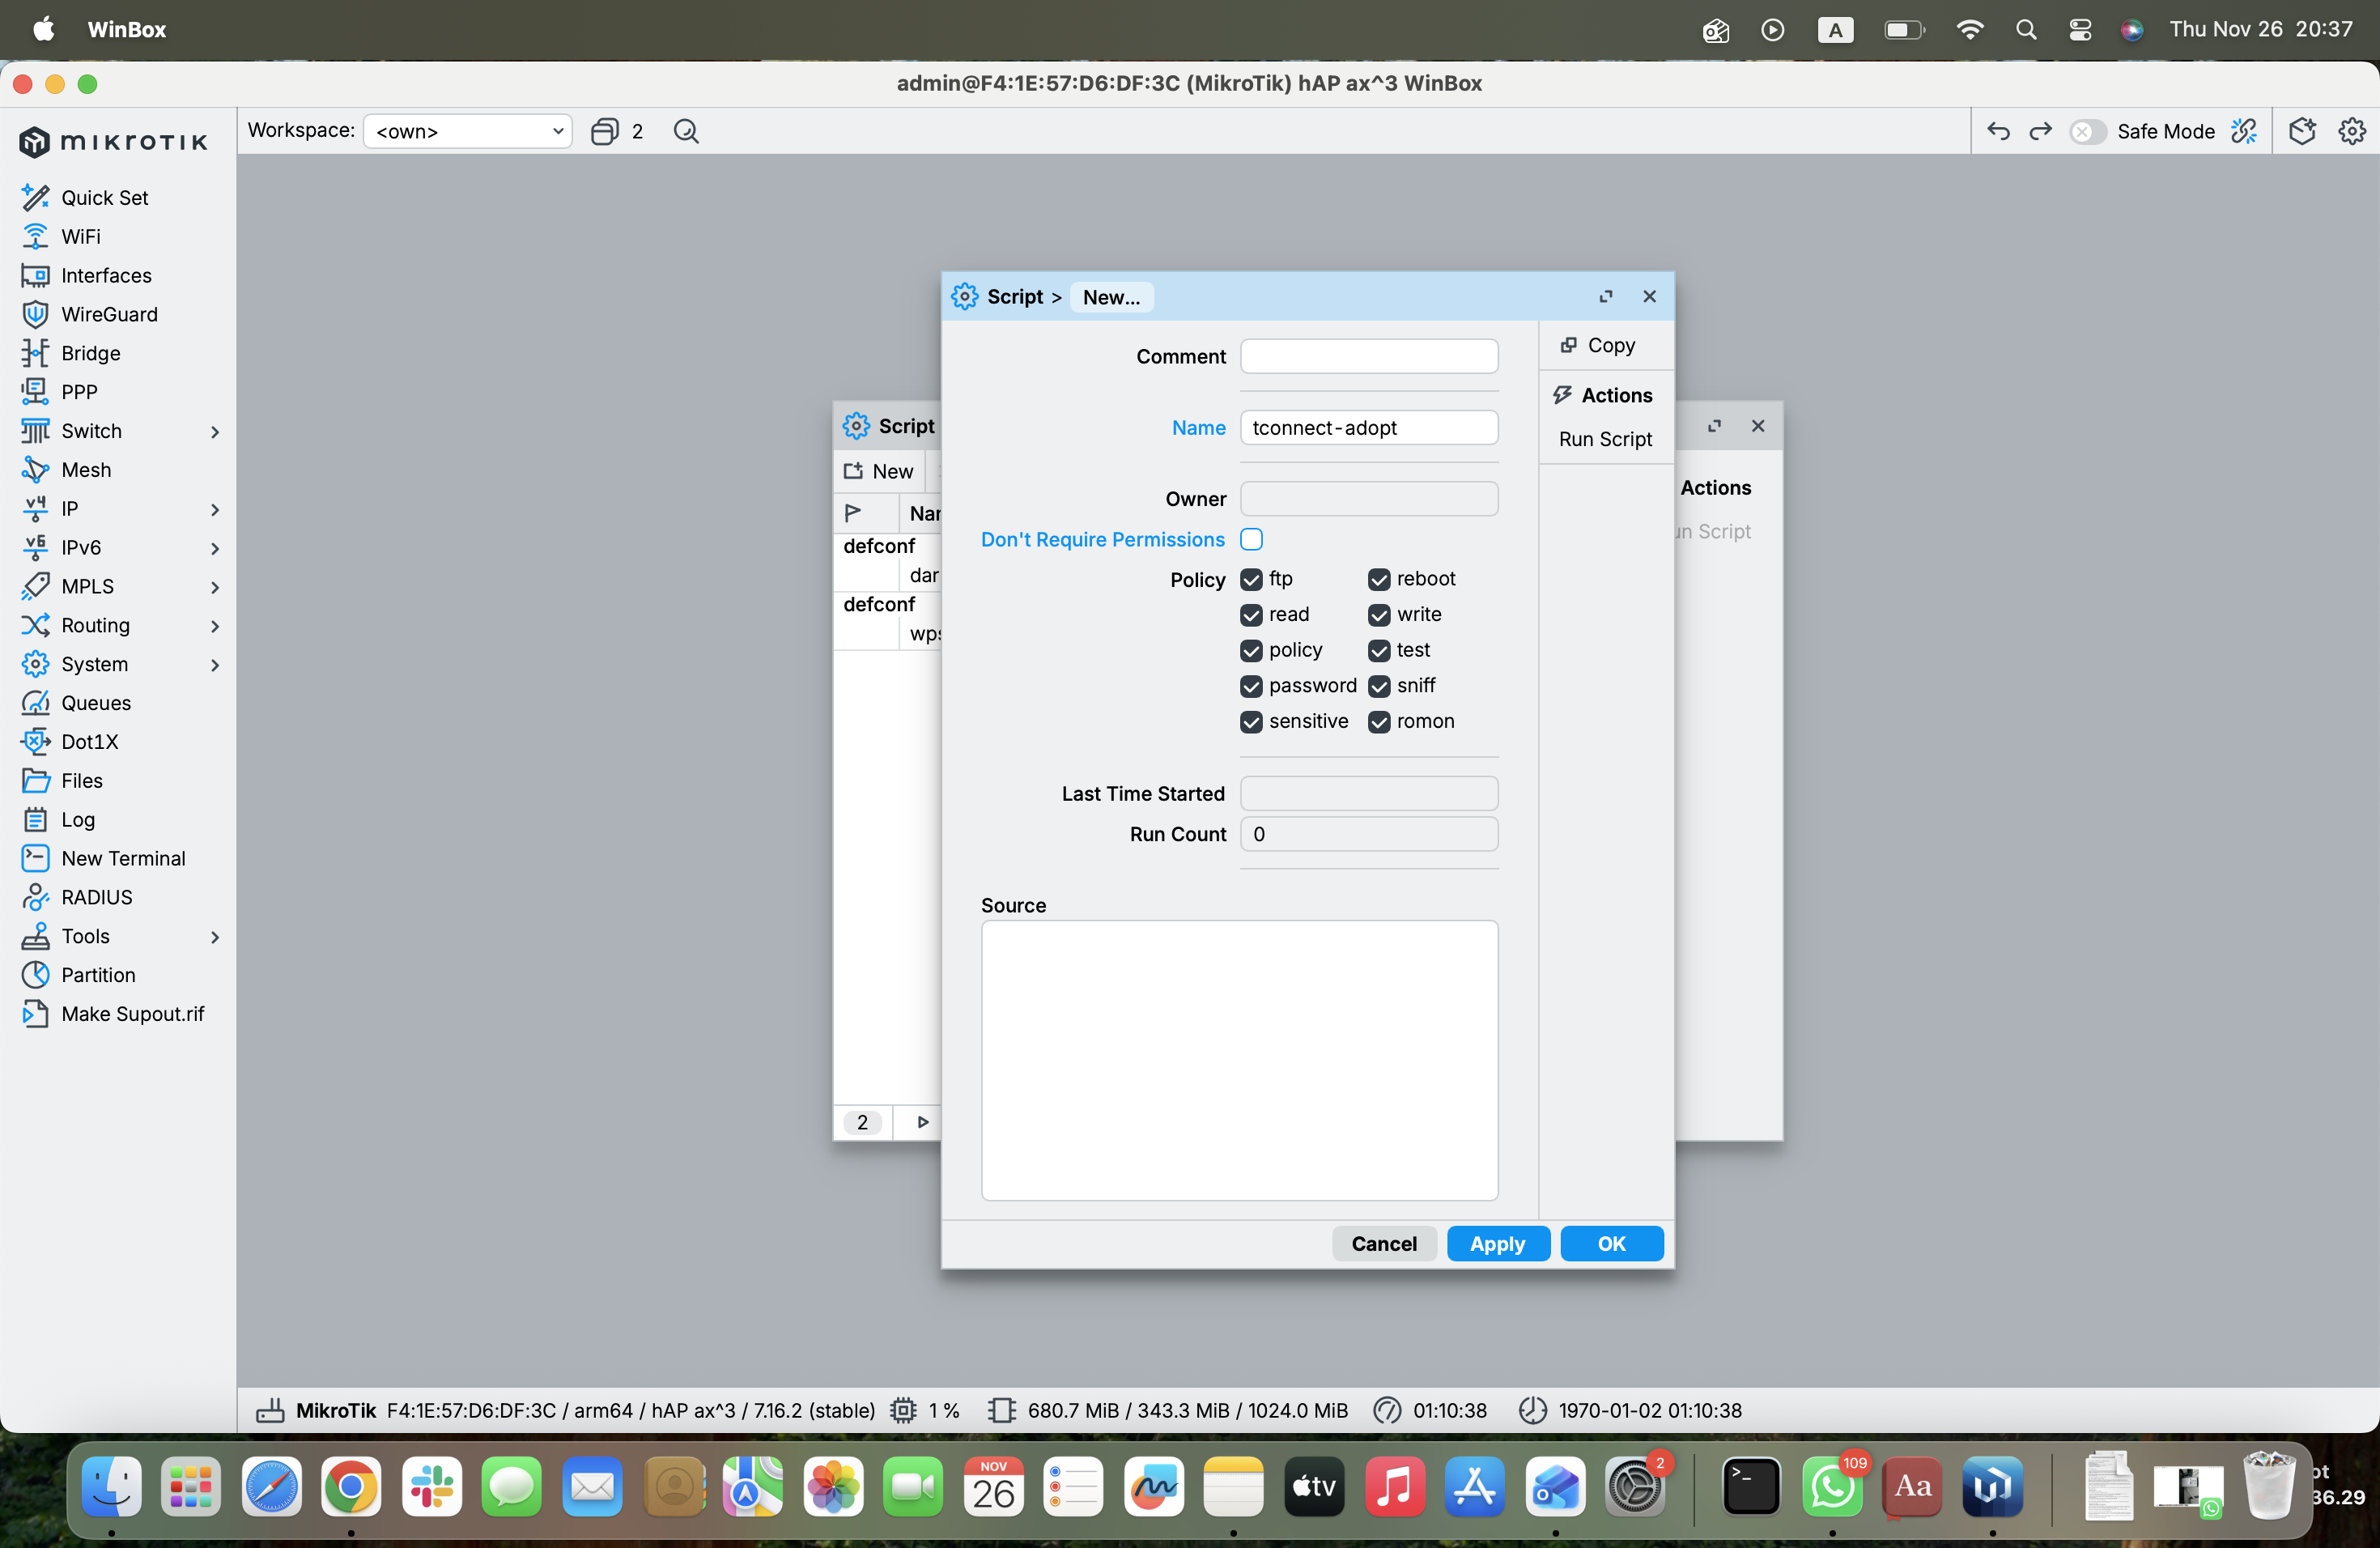 WinBox
A
Thu Nov 26 20:37
admin@F4:1E:57:D6:DF:3C (MikroTik) hAP ax^3 WinBox
MIKROTIK
Workspace: <own> 2
Safe Mode
Quick Set
WiFi
Interfaces
WireGuard
Bridge
PPP
Switch
Mesh
IP
IPv6
MPLS
Routing
System
Queues
Dot1X
Files
Log
New Terminal
RADIUS
Tools
Partition
Make Supout.rif
Script
New
defconf
defconf
2
Actions
Script > New...
Comment
Name tconnect-adopt
Owner
Don't Require Permissions
Policy ftp reboot
read write
policy test
password sniff
sensitive romon
Last Time Started
Run Count 0
Source
Copy
Actions
Run Script
Cancel Apply OK
MikroTik F4:1E:57:D6:DF:3C / arm64 / hAP ax^3 / 7.16.2 (stable) 1 % 680.7 MiB / 343.3 MiB / 1024.0 MiB 01:10:38 1970-01-02 01:10:38
NOV
26
tv
2
109
Aa
36.29